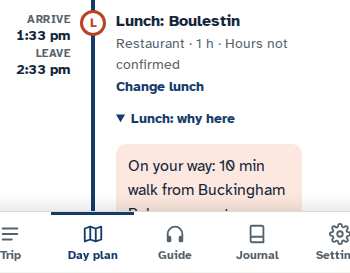 ARRIVE
1:33 pm
LEAVE
2:33 pm
L
Lunch: Boulestin
Restaurant · 1 h · Hours not
confirmed
Change lunch
▼ Lunch: why here
On your way: 10 min
walk from Buckingham
Trip
Day plan
Guide
Journal
Settin